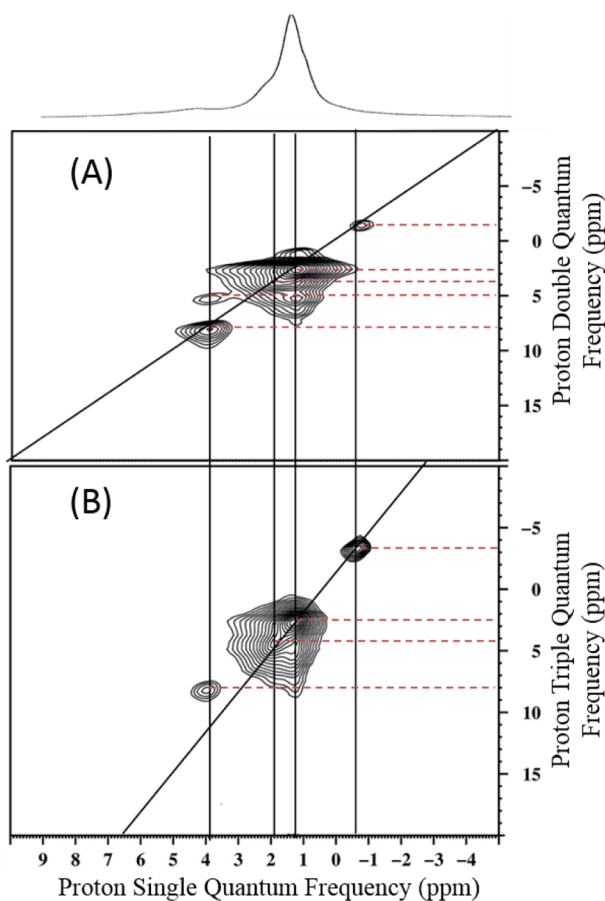 (A)
−5
0
5
10
15
Proton Double Quantum
Frequency (ppm)
(B)
−5
0
5
10
15
Proton Triple Quantum
Frequency (ppm)
9 8 7 6 5 4 3 2 1 0 −1 −2 −3 −4
Proton Single Quantum Frequency (ppm)